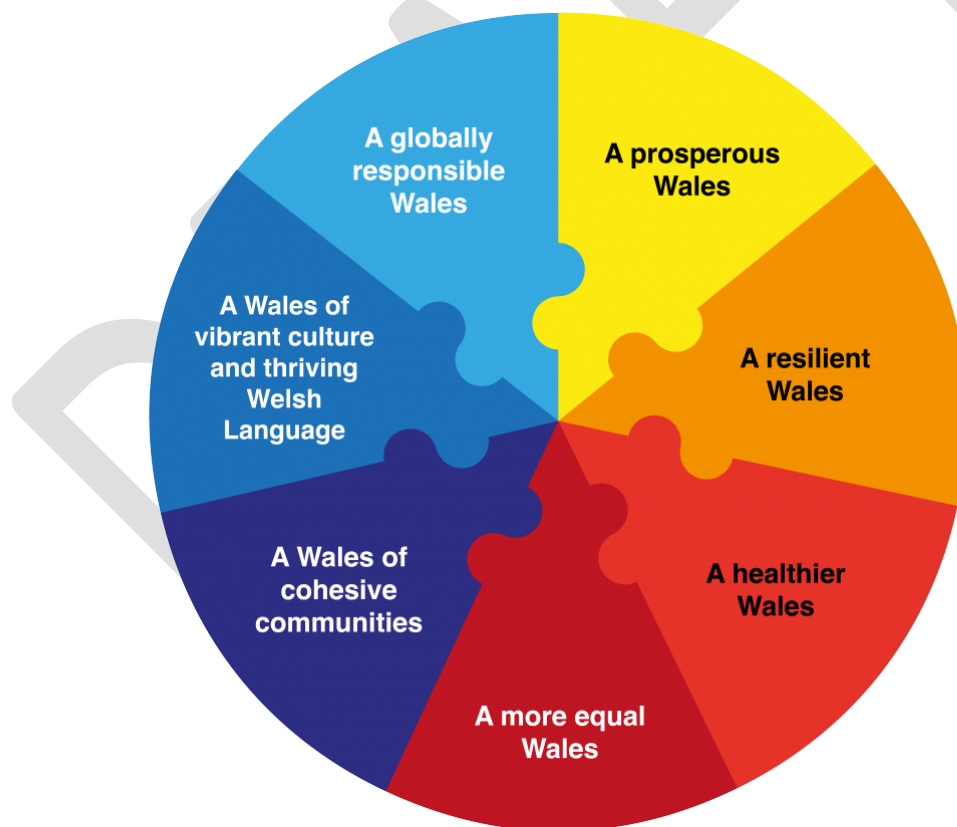 A prosperous
Wales
A resilient
Wales
A healthier
Wales
A more equal
Wales
A Wales of
cohesive
communities
A Wales of
vibrant culture
and thriving
Welsh
Language
A globally
responsible
Wales